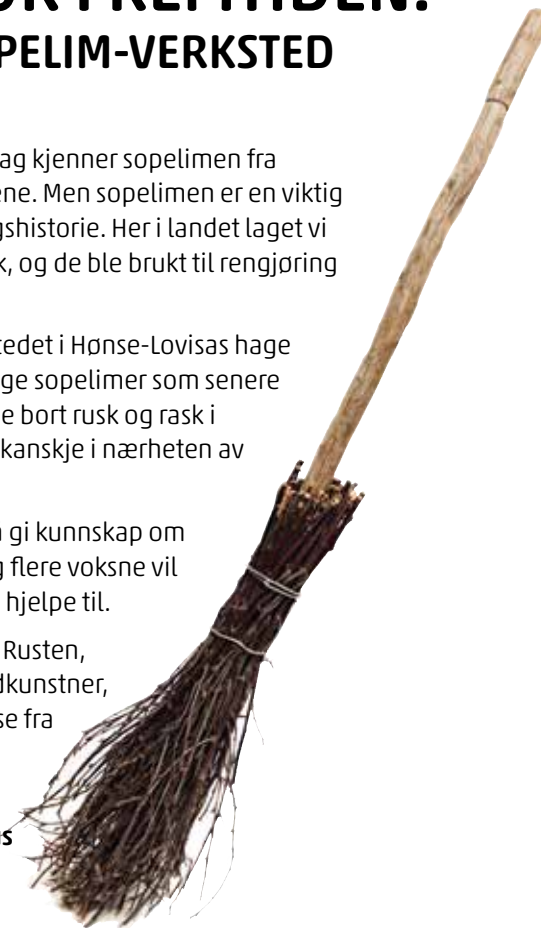 FREMTIDEN:
PELIM-VERKSTED
ag kjenner sopelimen fra
ene. Men sopelimen er en viktig
gshistorie. Her i landet laget vi
k, og de ble brukt til rengjøring
tedet i Hønse-Lovisas hage
ge sopelimer som senere
e bort rusk og rask i
kanskje i nærheten av
gi kunnskap om
g flere voksne vil
hjelpe til.
Rusten,
dkunstner,
se fra
us